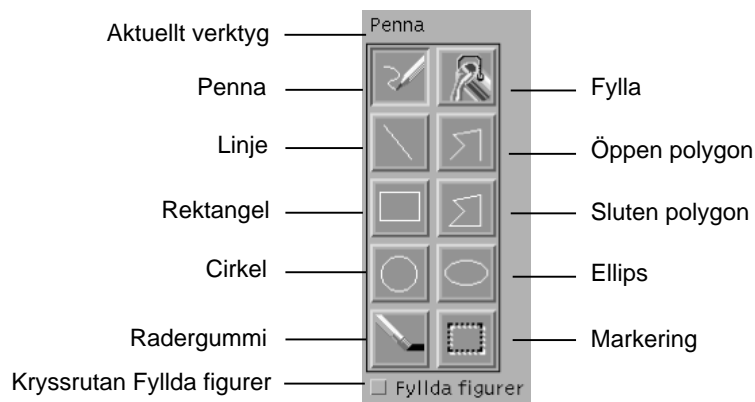 Aktuellt verktyg
Penna
Penna
Fylla
Linje
Öppen polygon
Rektangel
Sluten polygon
Cirkel
Ellips
Radergummi
Markering
Kryssrutan Fyllda figurer
Fyllda figurer